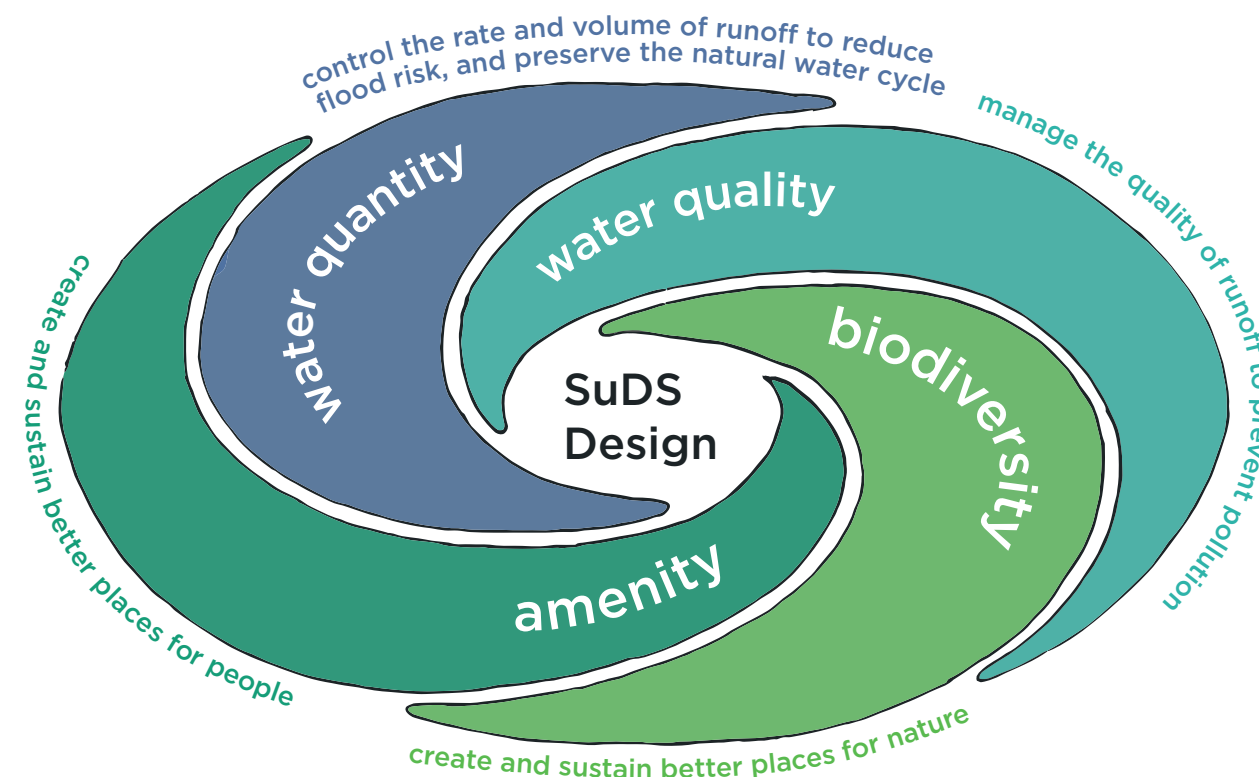 control the rate and volume of runoff to reduce
flood risk, and preserve the natural water cycle
manage the quality of runoff to prevent pollution
water quantity
water quality
biodiversity
SuDS
Design
amenity
create and sustain better places for people
create and sustain better places for nature